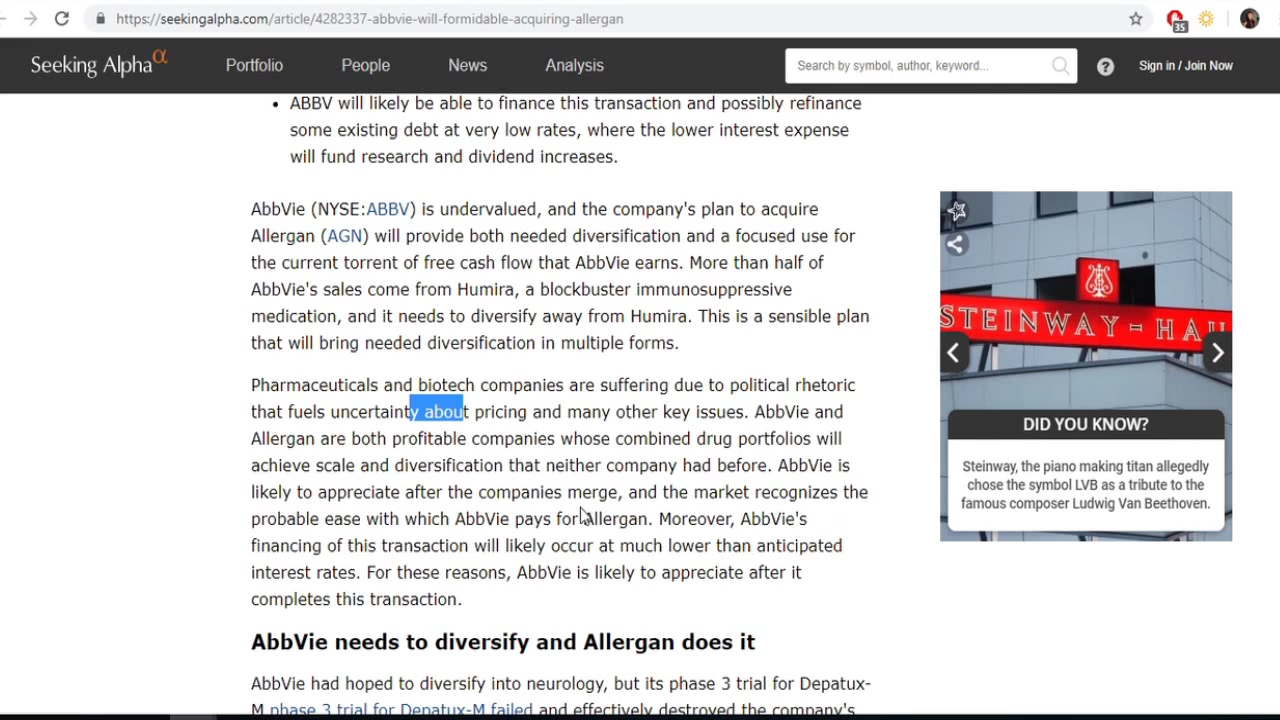 https://seekingalpha.com/article/4282337-abbvie-will-formidable-acquiring-allergan
35
Seeking Alpha α
Portfolio
People
News
Analysis
Search by symbol, author, keyword...
?
Sign in / Join Now
• ABBV will likely be able to finance this transaction and possibly refinance
some existing debt at very low rates, where the lower interest expense
will fund research and dividend increases.
AbbVie (NYSE:ABBV) is undervalued, and the company's plan to acquire
Allergan (AGN) will provide both needed diversification and a focused use for
the current torrent of free cash flow that AbbVie earns. More than half of
AbbVie's sales come from Humira, a blockbuster immunosuppressive
medication, and it needs to diversify away from Humira. This is a sensible plan
that will bring needed diversification in multiple forms.
Pharmaceuticals and biotech companies are suffering due to political rhetoric
that fuels uncertainty about pricing and many other key issues. AbbVie and
Allergan are both profitable companies whose combined drug portfolios will
achieve scale and diversification that neither company had before. AbbVie is
likely to appreciate after the companies merge, and the market recognizes the
probable ease with which AbbVie pays for Allergan. Moreover, AbbVie's
financing of this transaction will likely occur at much lower than anticipated
interest rates. For these reasons, AbbVie is likely to appreciate after it
completes this transaction.
AbbVie needs to diversify and Allergan does it
AbbVie had hoped to diversify into neurology, but its phase 3 trial for Depatux-
M phase 3 trial for Depatux-M failed and effectively destroyed the company's
STEINWAY-HAU
DID YOU KNOW?
Steinway, the piano making titan allegedly
chose the symbol LVB as a tribute to the
famous composer Ludwig Van Beethoven.